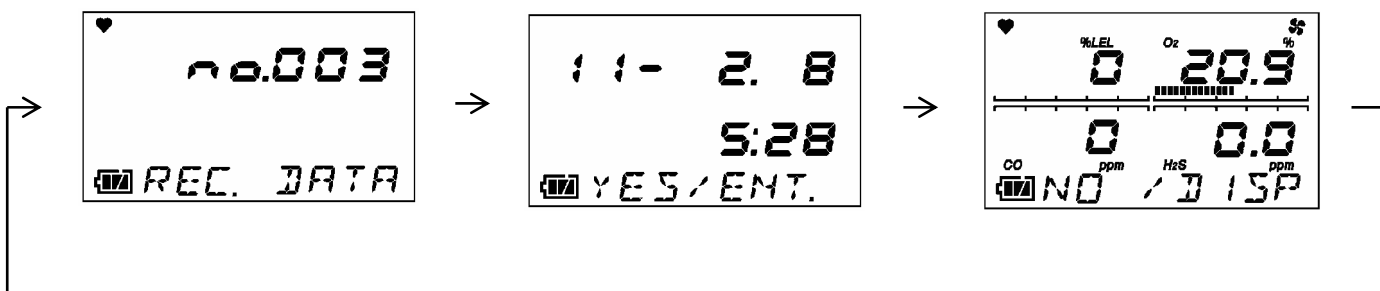 no.003
REC. DATA
11- 2. 8
5:28
YES/ENT.
%LEL O2 %
0 20.9
0 0.0
CO ppm H2S ppm
NO /DISP